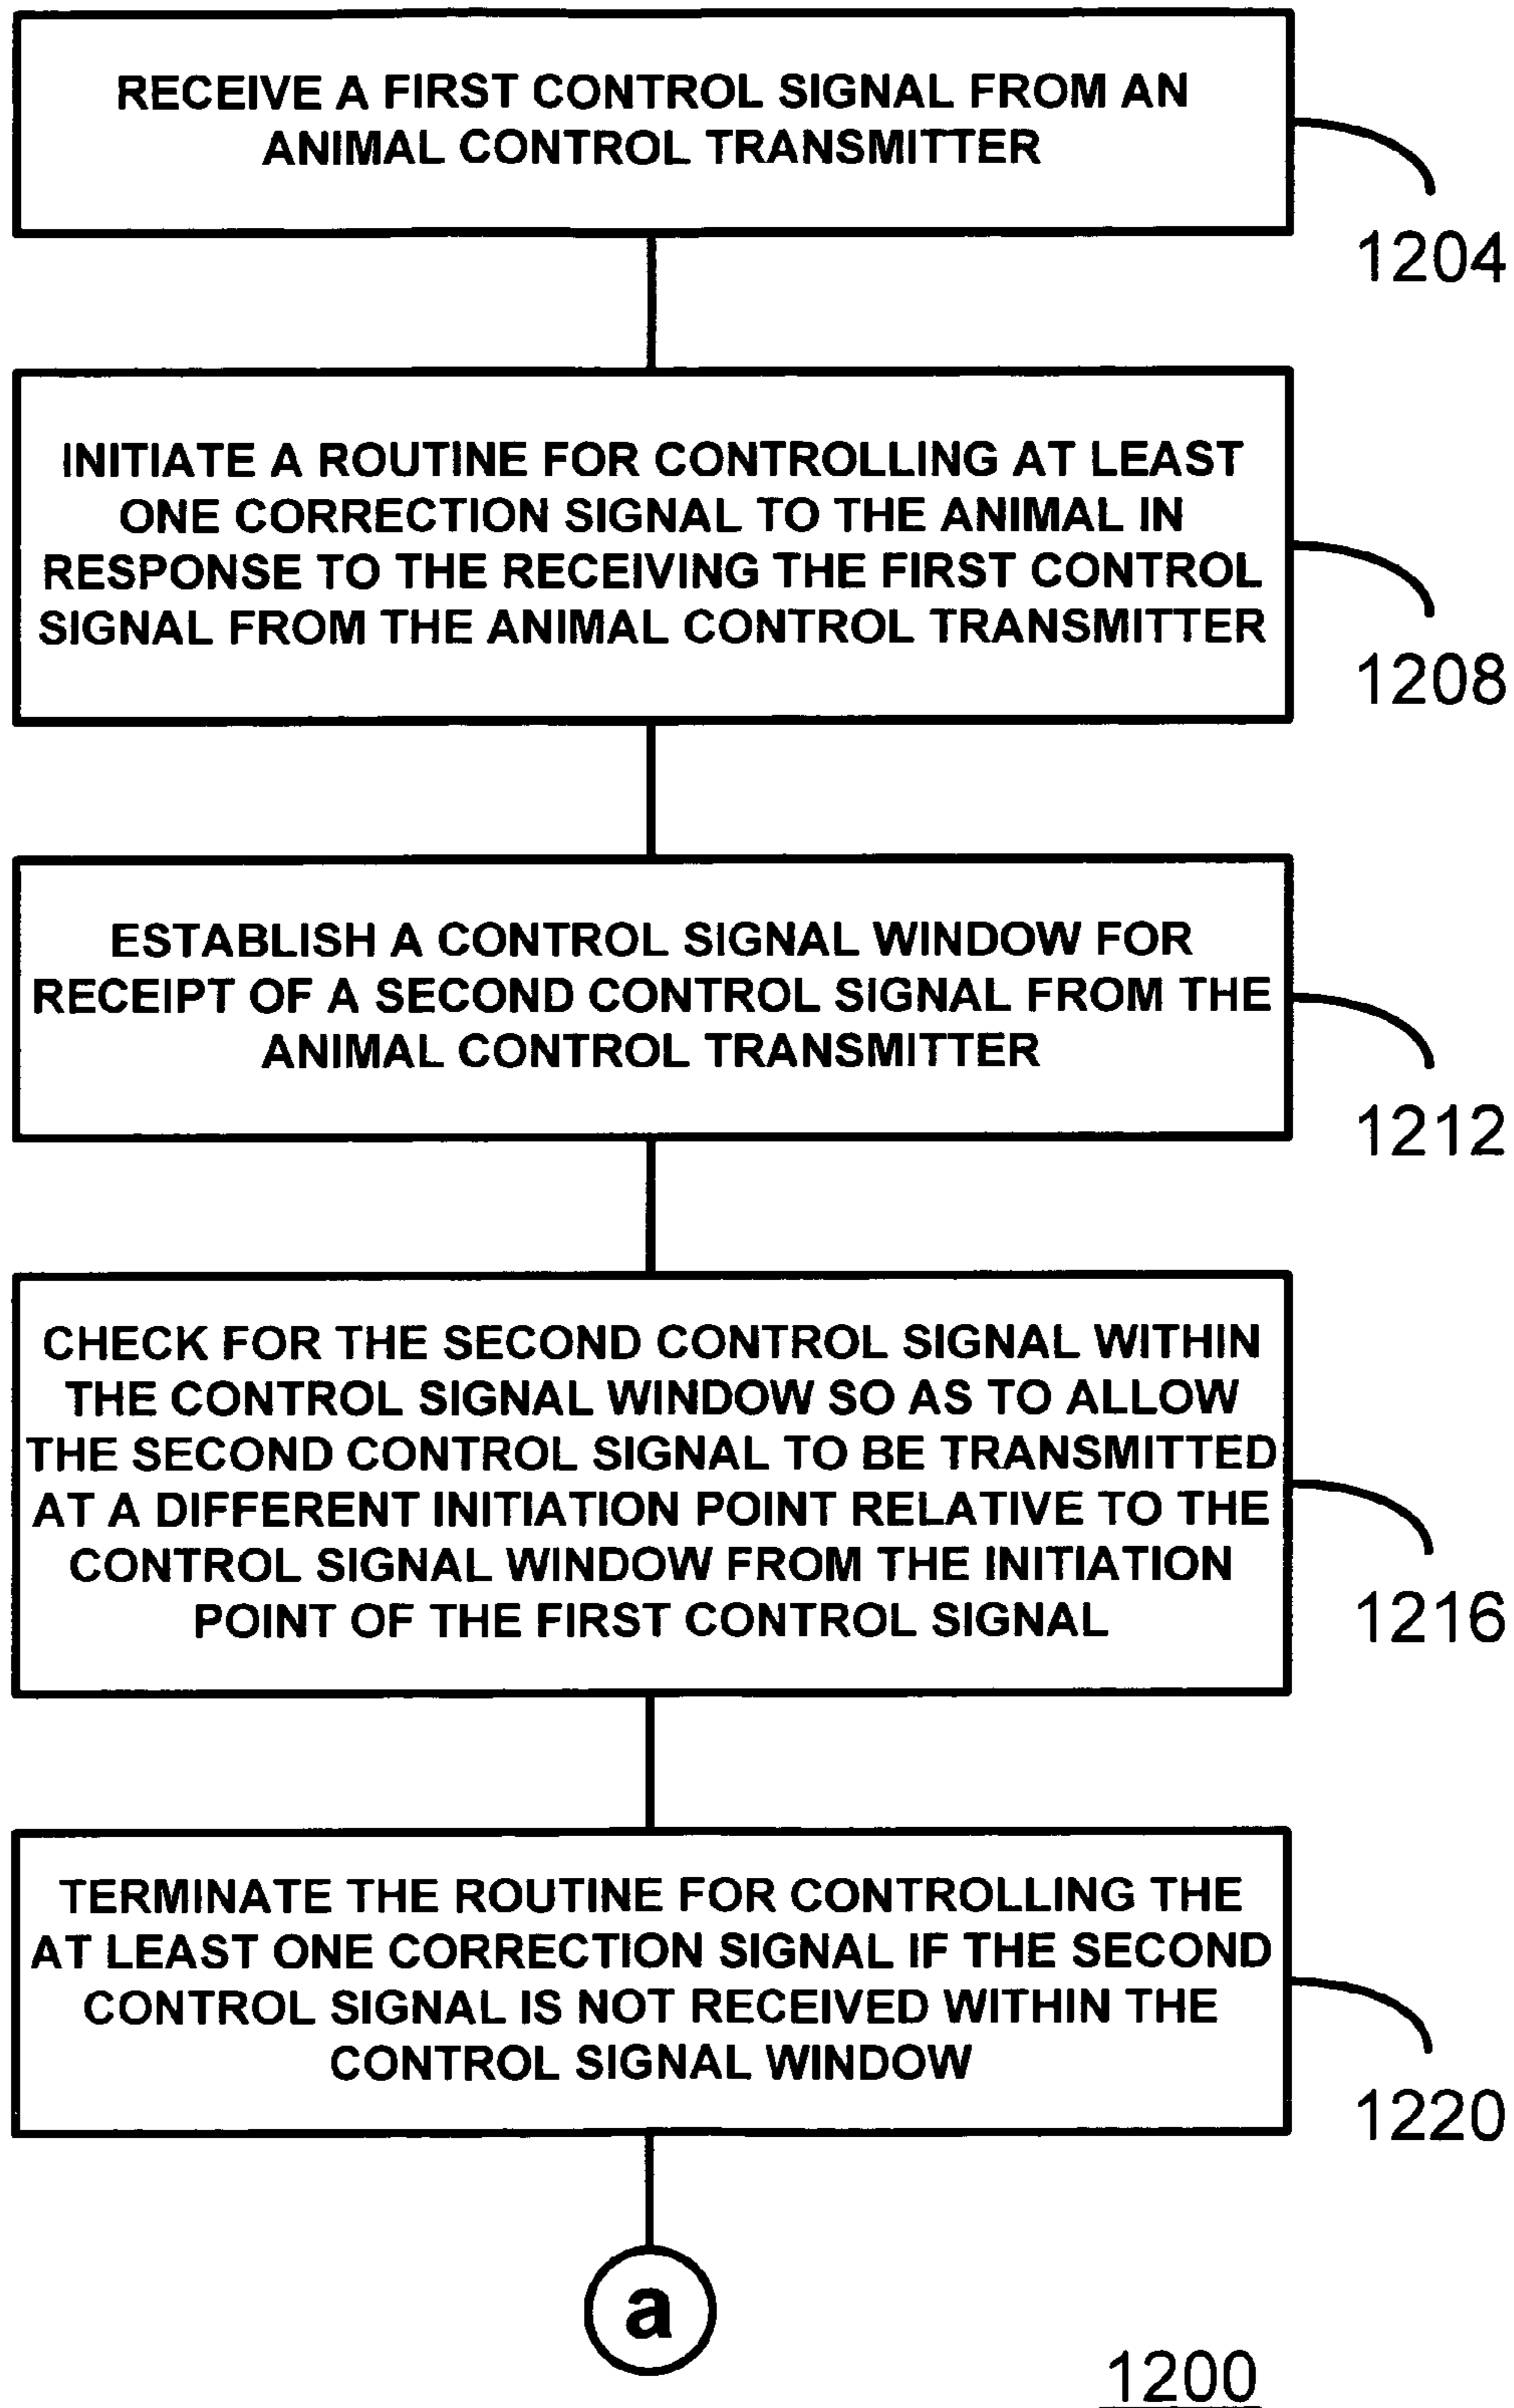 RECEIVE A FIRST CONTROL SIGNAL FROM AN
ANIMAL CONTROL TRANSMITTER
1204
INITIATE A ROUTINE FOR CONTROLLING AT LEAST
ONE CORRECTION SIGNAL TO THE ANIMAL IN
RESPONSE TO THE RECEIVING THE FIRST CONTROL
SIGNAL FROM THE ANIMAL CONTROL TRANSMITTER
1208
ESTABLISH A CONTROL SIGNAL WINDOW FOR
RECEIPT OF A SECOND CONTROL SIGNAL FROM THE
ANIMAL CONTROL TRANSMITTER
1212
CHECK FOR THE SECOND CONTROL SIGNAL WITHIN
THE CONTROL SIGNAL WINDOW SO AS TO ALLOW
THE SECOND CONTROL SIGNAL TO BE TRANSMITTED
AT A DIFFERENT INITIATION POINT RELATIVE TO THE
CONTROL SIGNAL WINDOW FROM THE INITIATION
POINT OF THE FIRST CONTROL SIGNAL
1216
TERMINATE THE ROUTINE FOR CONTROLLING THE
AT LEAST ONE CORRECTION SIGNAL IF THE SECOND
CONTROL SIGNAL IS NOT RECEIVED WITHIN THE
CONTROL SIGNAL WINDOW
1220
a
1200